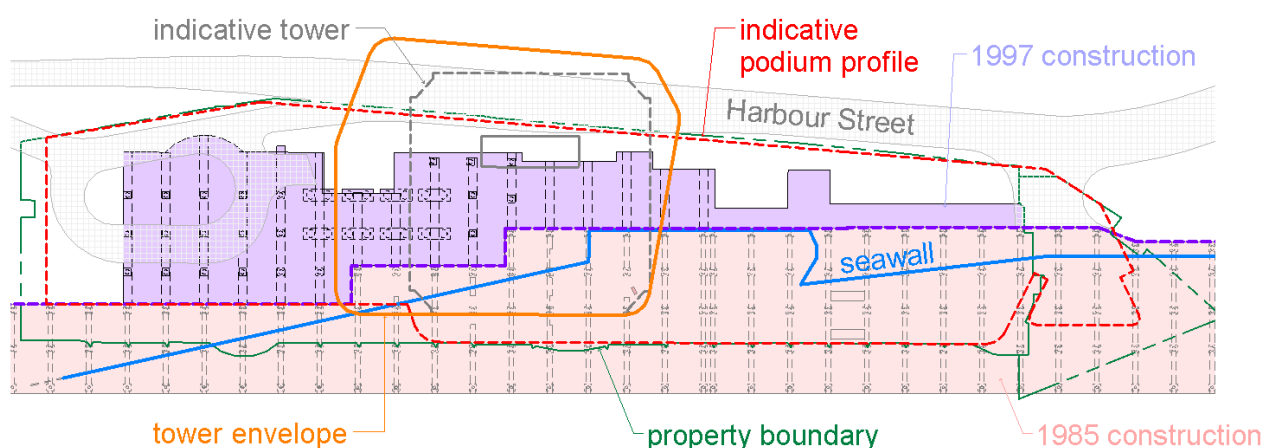 indicative tower
indicative
podium profile
1997 construction
Harbour Street
seawall
tower envelope
property boundary
1985 construction